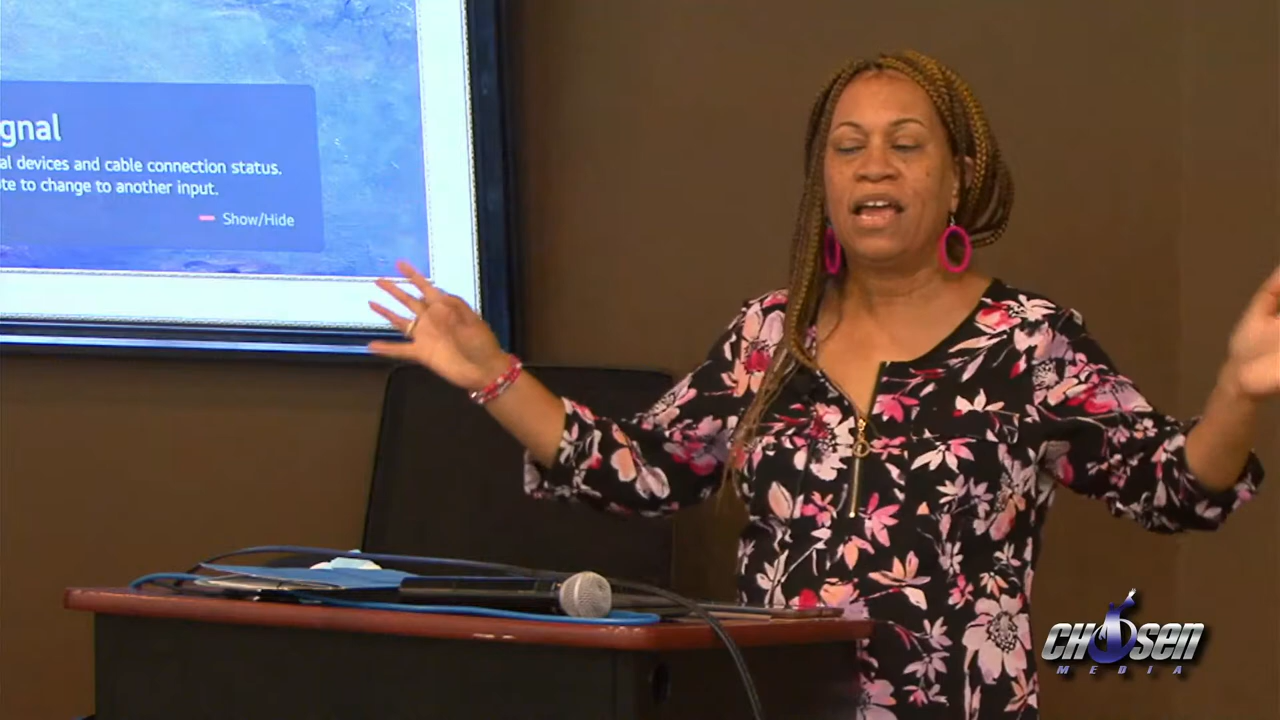 gnal
al devices and cable connection status.
te to change to another input.
Show/Hide
CHOSEN
MEDIA